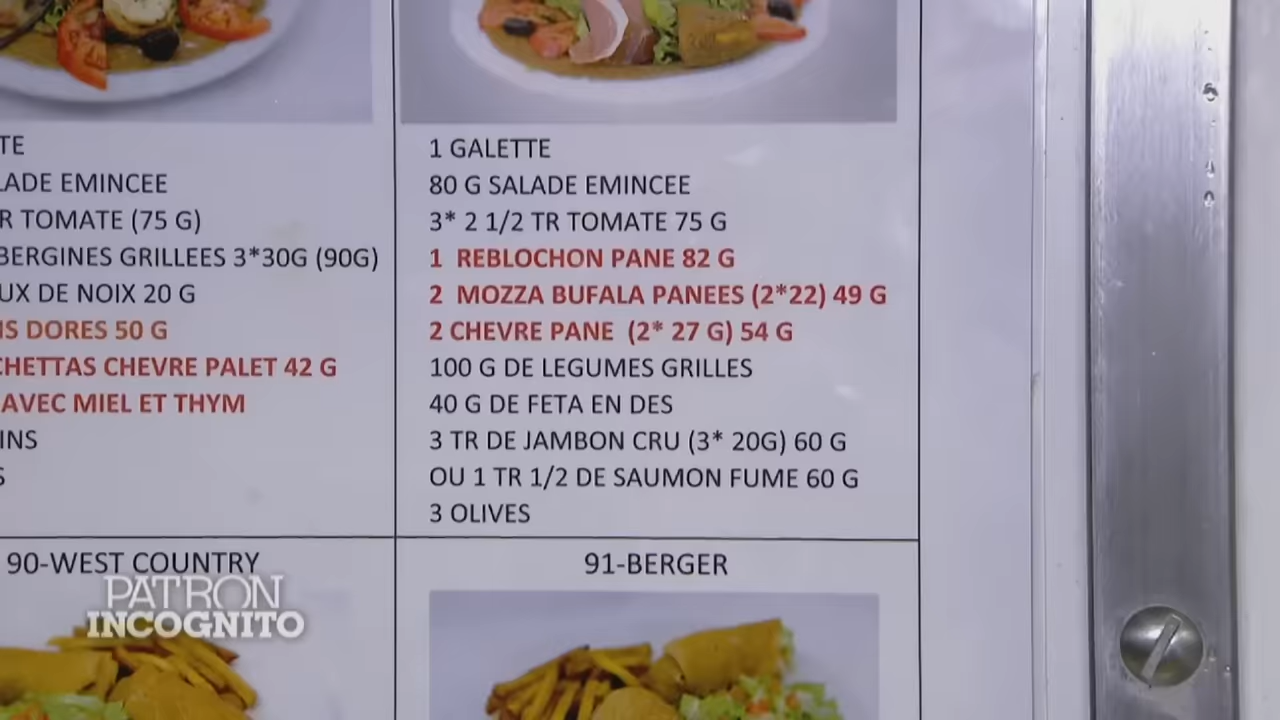 TE
LADE EMINCEE
R TOMATE (75 G)
BERGINES GRILLEES 3*30G (90G)
UX DE NOIX 20 G
IS DORES 50 G
CHETTAS CHEVRE PALET 42 G
AVEC MIEL ET THYM
INS
S
1 GALETTE
80 G SALADE EMINCEE
3* 2 1/2 TR TOMATE 75 G
1 REBLOCHON PANE 82 G
2 MOZZA BUFALA PANEES (2*22) 49 G
2 CHEVRE PANE (2* 27 G) 54 G
100 G DE LEGUMES GRILLES
40 G DE FETA EN DES
3 TR DE JAMBON CRU (3* 20G) 60 G
OU 1 TR 1/2 DE SAUMON FUME 60 G
3 OLIVES
90-WEST COUNTRY
91-BERGER
PATRON
INCOGNITO